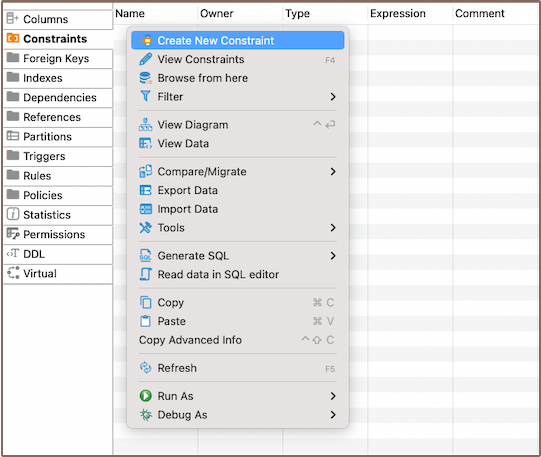 Columns
Constraints
Foreign Keys
Indexes
Dependencies
References
Partitions
Triggers
Rules
Policies
Statistics
Permissions
DDL
Virtual
Name Owner Type Expression Comment
Create New Constraint
View Constraints F4
Browse from here
Filter
View Diagram ^ ↩
View Data
Compare/Migrate
Export Data
Import Data
Tools
Generate SQL
Read data in SQL editor
Copy ⌘ C
Paste ⌘ V
Copy Advanced Info ^ ⇧ C
Refresh F5
Run As
Debug As